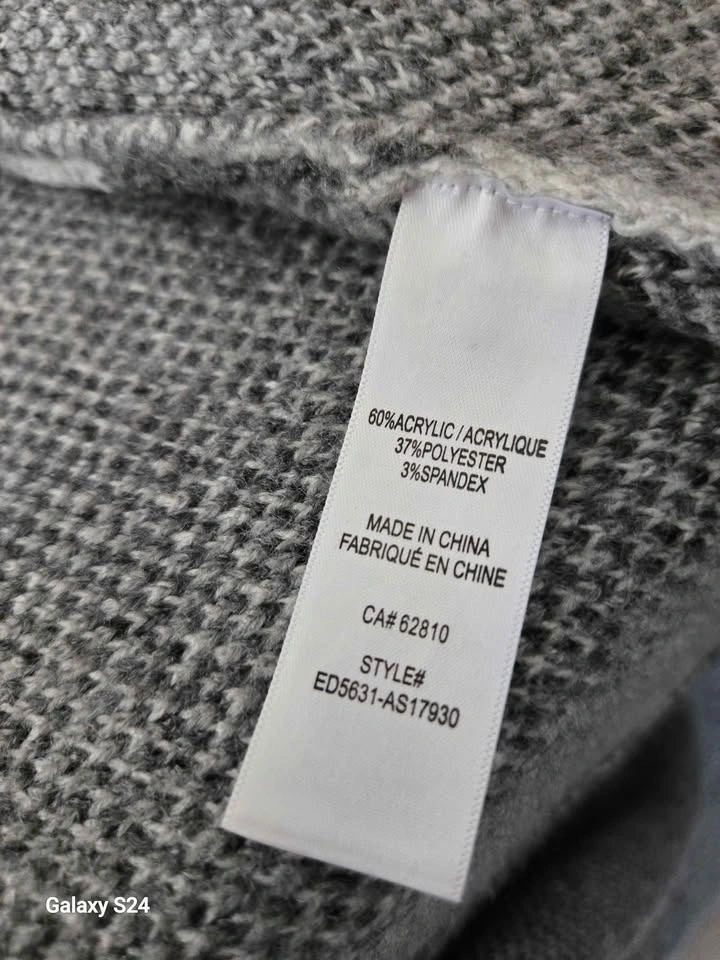 60%ACRYLIC / ACRYLIQUE
37%POLYESTER
3%SPANDEX
MADE IN CHINA
FABRIQUÉ EN CHINE
CA# 62810
STYLE#
ED5631-AS17930
Galaxy S24